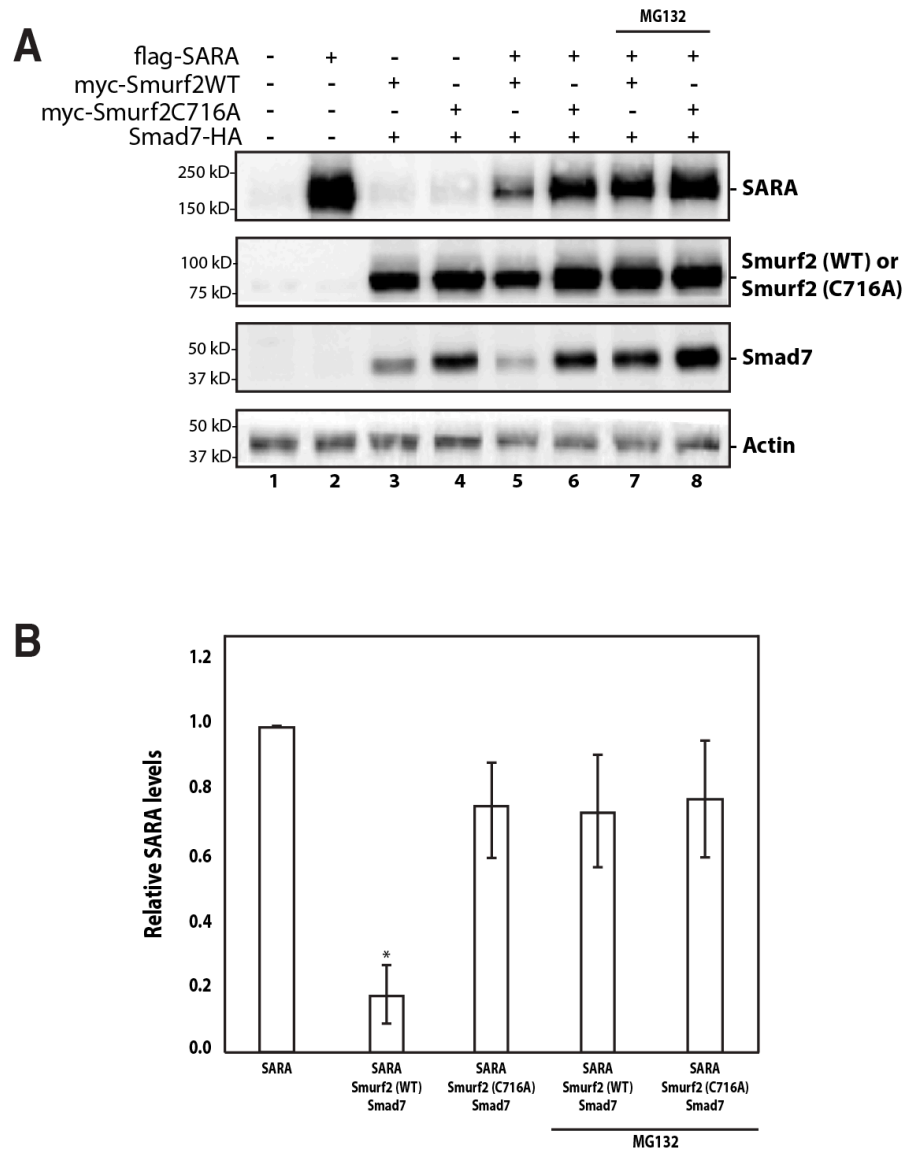 A
MG132
flag-SARA - + - - + + + +
myc-Smurf2WT - - + - + - + -
myc-Smurf2C716A - - - + - + - +
Smad7-HA - - + + + + + +
250 kD-
150 kD-
- SARA
100 kD-
75 kD-
Smurf2 (WT) or
- Smurf2 (C716A)
50 kD-
37 kD-
- Smad7
50 kD-
37 kD-
- Actin
1 2 3 4 5 6 7 8
B
Relative SARA levels
1.2
1.0
0.8
0.6
0.4
0.2
0.0
*
SARA SARA SARA SARA SARA
Smurf2 (WT) Smurf2 (C716A) Smurf2 (WT) Smurf2 (C716A)
Smad7 Smad7 Smad7 Smad7
MG132